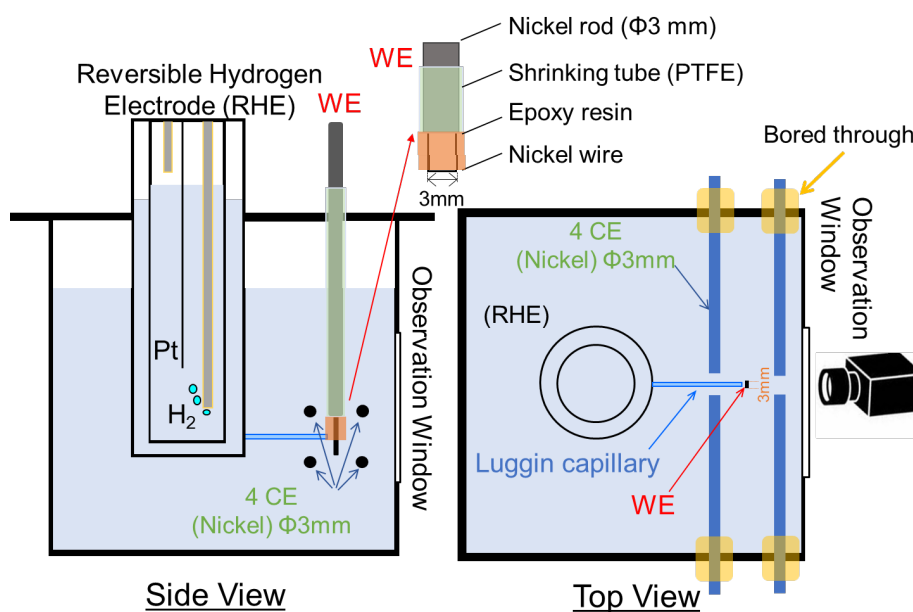 Reversible Hydrogen
Electrode (RHE)
WE
Pt
H2
4 CE
(Nickel) Φ3mm
Observation Window
Side View
WE
Nickel rod (Φ3 mm)
Shrinking tube (PTFE)
Epoxy resin
Nickel wire
3mm
Bored through
4 CE
(Nickel) Φ3mm
(RHE)
Luggin capillary
WE
3mm
Observation
Window
Observation
Top View